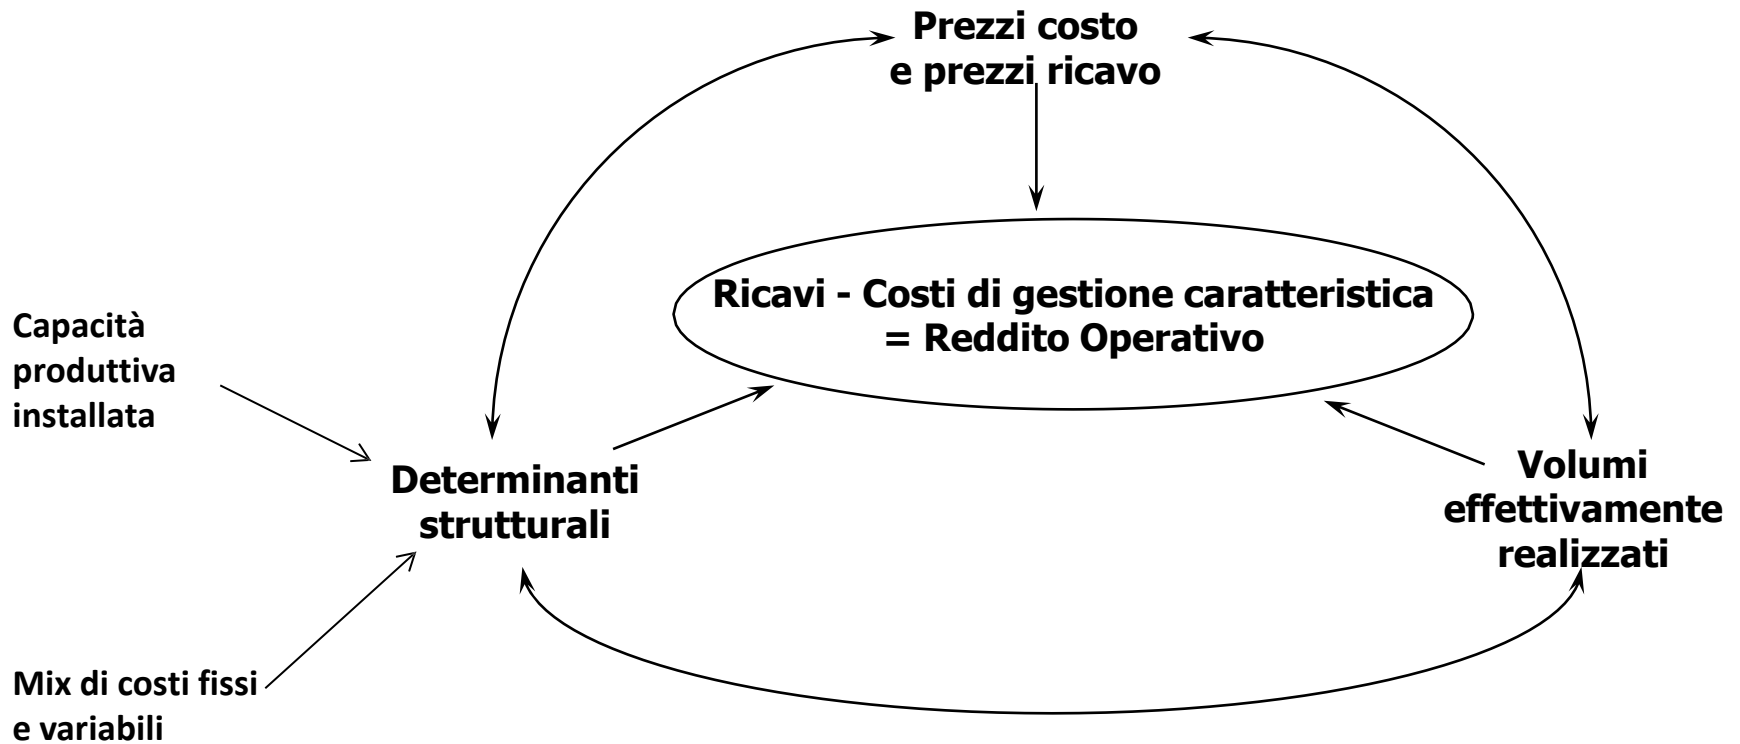 Prezzi costo
e prezzi ricavo
Ricavi - Costi di gestione caratteristica
= Reddito Operativo
Capacità
produttiva
installata
Determinanti
strutturali
Volumi
effettivamente
realizzati
Mix di costi fissi
e variabili